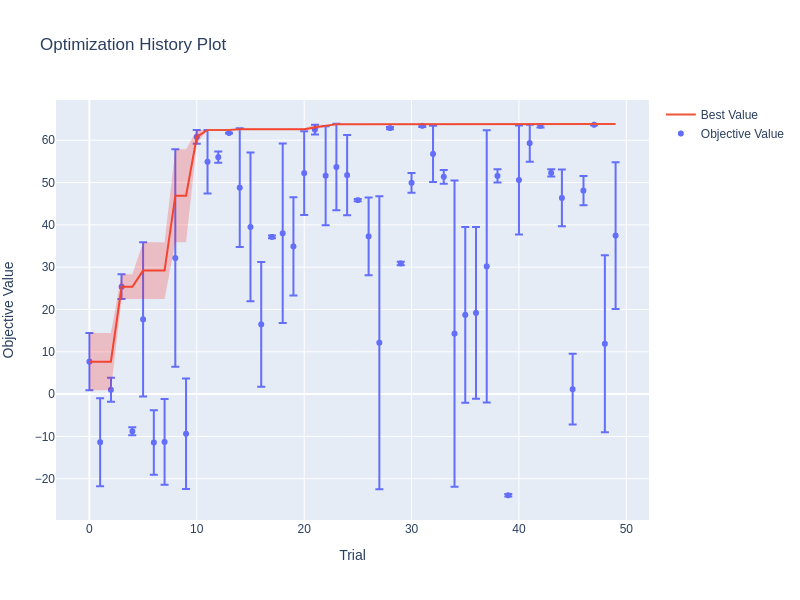 Optimization History Plot
Best Value
Objective Value
Objective Value
60
50
40
30
20
10
0
−10
−20
0 10 20 30 40 50
Trial